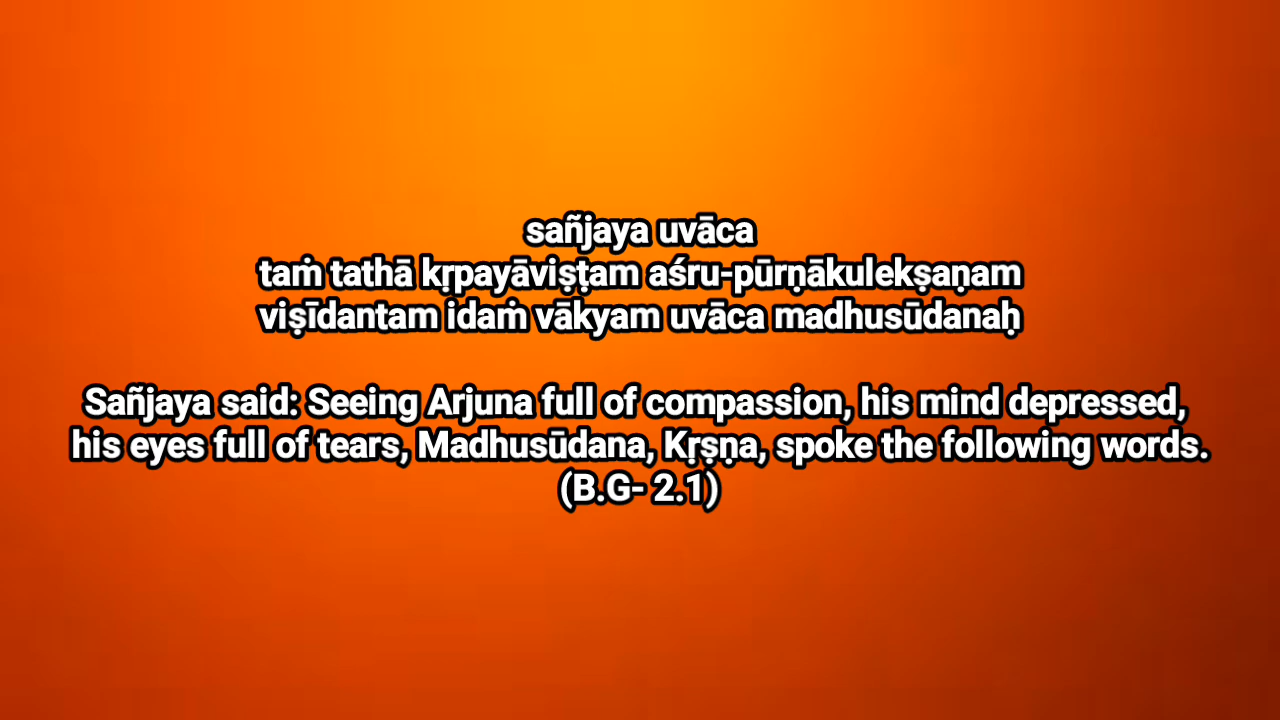 sañjaya uvāca
taṁ tathā kṛpayāviṣṭam aśru-pūrṇākulekṣaṇam
viṣīdantam idaṁ vākyam uvāca madhusūdanaḥ
Sañjaya said: Seeing Arjuna full of compassion, his mind depressed,
his eyes full of tears, Madhusūdana, Kṛṣṇa, spoke the following words.
(B.G- 2.1)